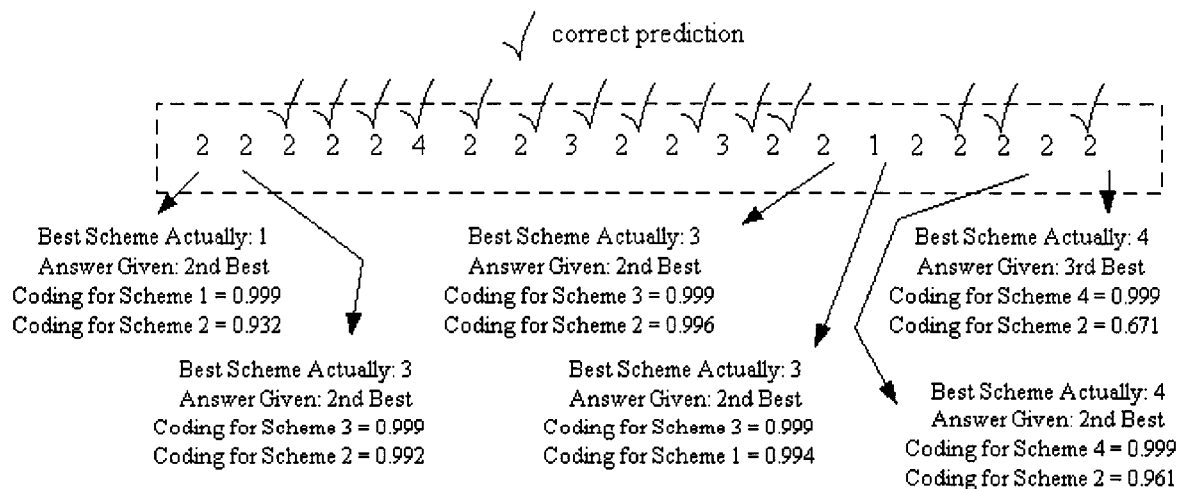 correct prediction
2 2 2 2 2 4 2 2 3 2 2 3 2 2 1 2 2 2 2 2
Best Scheme Actually: 1
Answer Given: 2nd Best
Coding for Scheme 1 = 0.999
Coding for Scheme 2 = 0.932
Best Scheme Actually: 3
Answer Given: 2nd Best
Coding for Scheme 3 = 0.999
Coding for Scheme 2 = 0.996
Best Scheme Actually: 4
Answer Given: 3rd Best
Coding for Scheme 4 = 0.999
Coding for Scheme 2 = 0.671
Best Scheme Actually: 3
Answer Given: 2nd Best
Coding for Scheme 3 = 0.999
Coding for Scheme 2 = 0.992
Best Scheme Actually: 3
Answer Given: 2nd Best
Coding for Scheme 3 = 0.999
Coding for Scheme 1 = 0.994
Best Scheme Actually: 4
Answer Given: 2nd Best
Coding for Scheme 4 = 0.999
Coding for Scheme 2 = 0.961